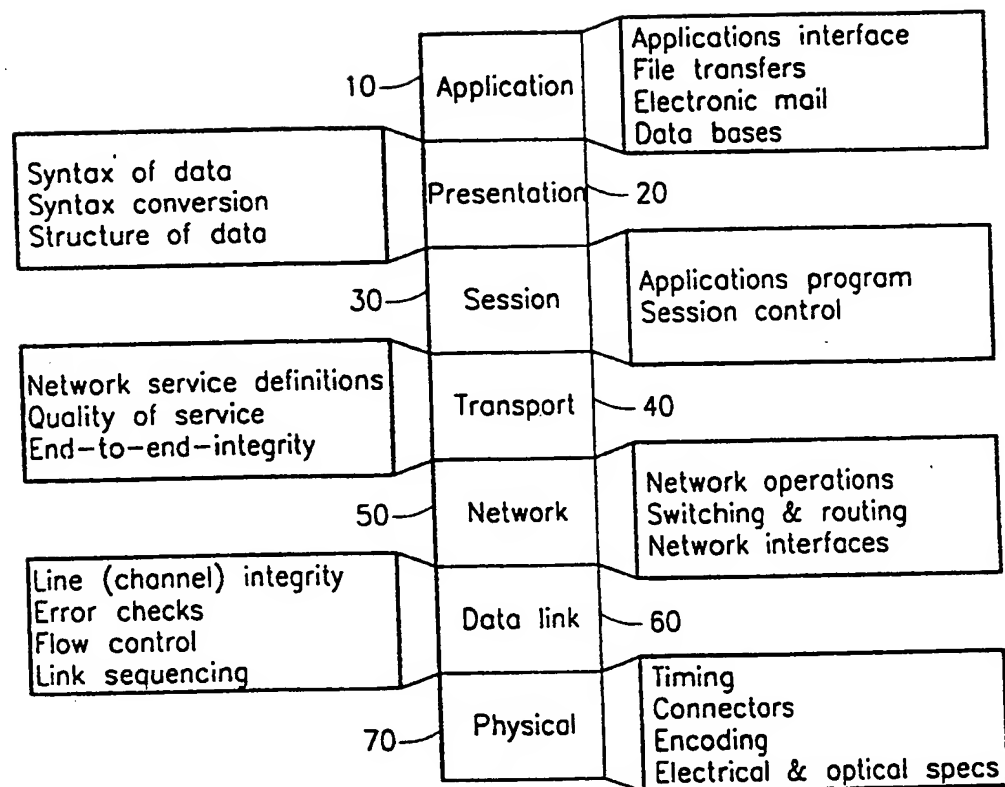 10
Application
Applications interface
File transfers
Electronic mail
Data bases
Syntax of data
Syntax conversion
Structure of data
Presentation
20
30
Session
Applications program
Session control
Network service definitions
Quality of service
End-to-end-integrity
Transport
40
50
Network
Network operations
Switching & routing
Network interfaces
Line (channel) integrity
Error checks
Flow control
Link sequencing
Data link
60
70
Physical
Timing
Connectors
Encoding
Electrical & optical specs